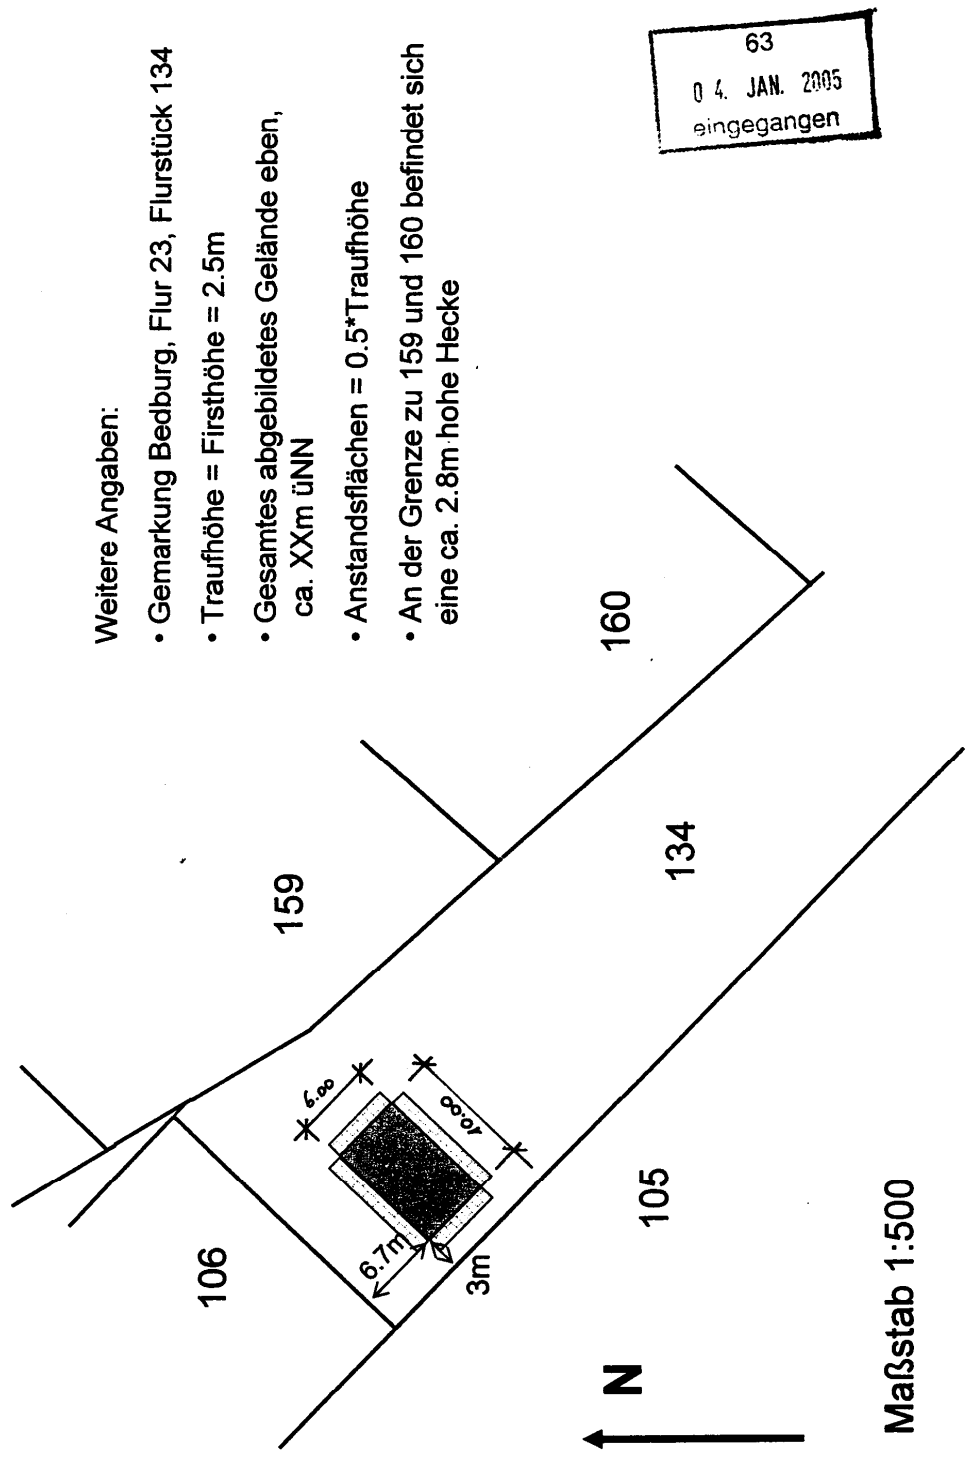 Weitere Angaben:
• Gemarkung Bedburg, Flur 23, Flurstück 134
• Traufhöhe = Firsthöhe = 2.5m
• Gesamtes abgebildetes Gelände eben,
ca. XXm üNN
• Anstandsflächen = 0.5*Traufhöhe
• An der Grenze zu 159 und 160 befindet sich
eine ca. 2.8m hohe Hecke
63
04. JAN. 2005
eingegangen
159
160
106
134
105
6.00
10.00
6.7m
3m
N
Maßstab 1:500